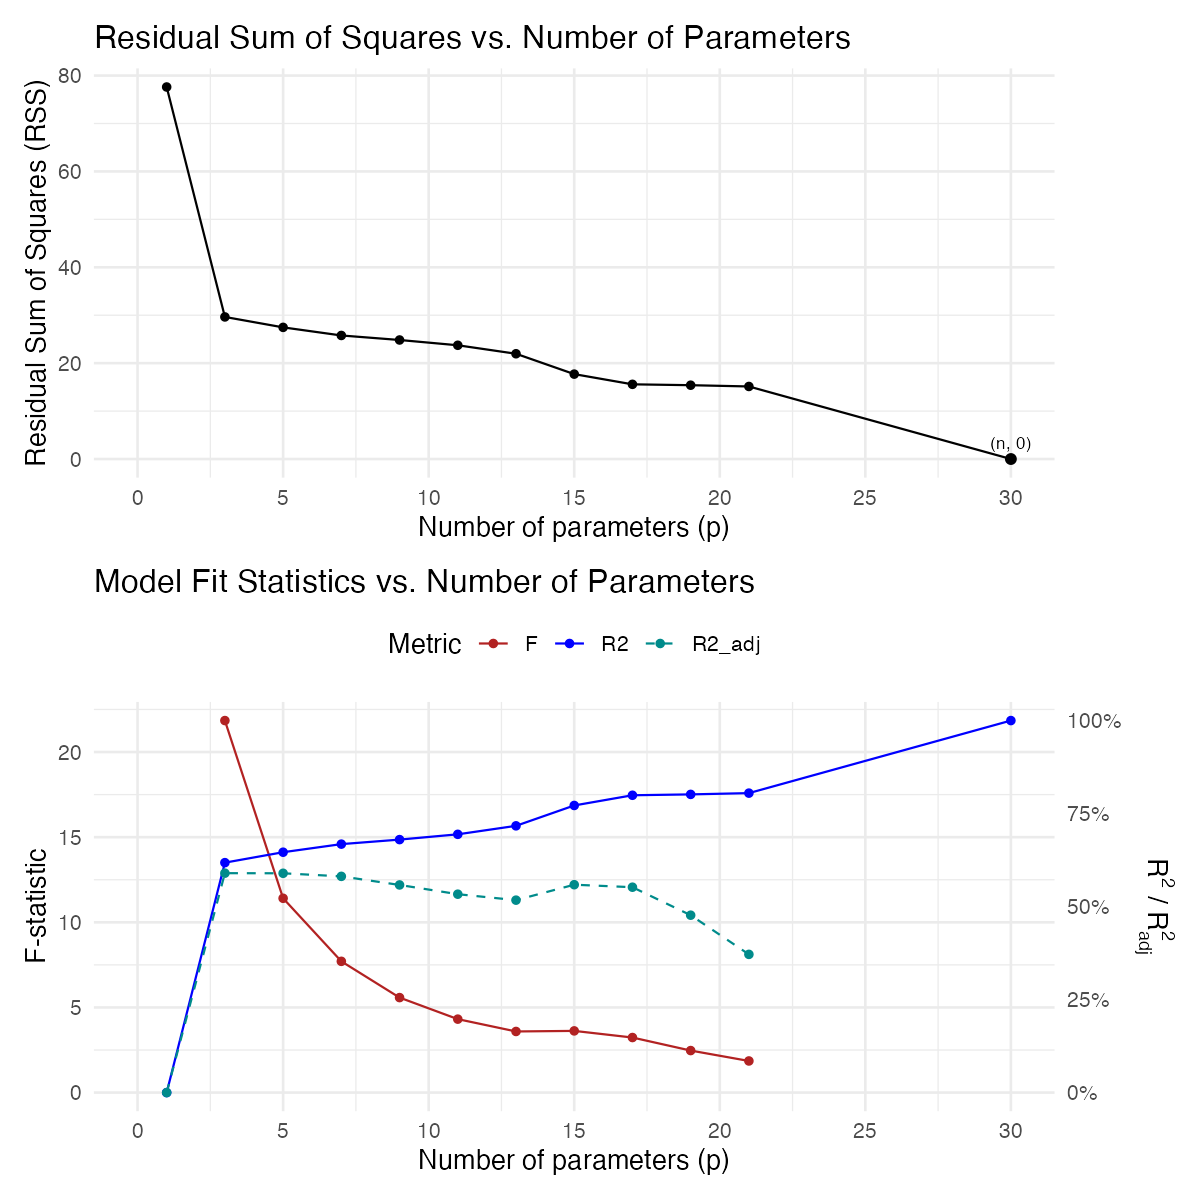 Residual Sum of Squares vs. Number of Parameters
Residual Sum of Squares (RSS)
80
60
40
20
0
(n, 0)
0 5 10 15 20 25 30
Number of parameters (p)
Model Fit Statistics vs. Number of Parameters
Metric F R2 R2_adj
F-statistic
20
15
10
5
0
100%
75%
50%
25%
0%
R² / R²adj
0 5 10 15 20 25 30
Number of parameters (p)